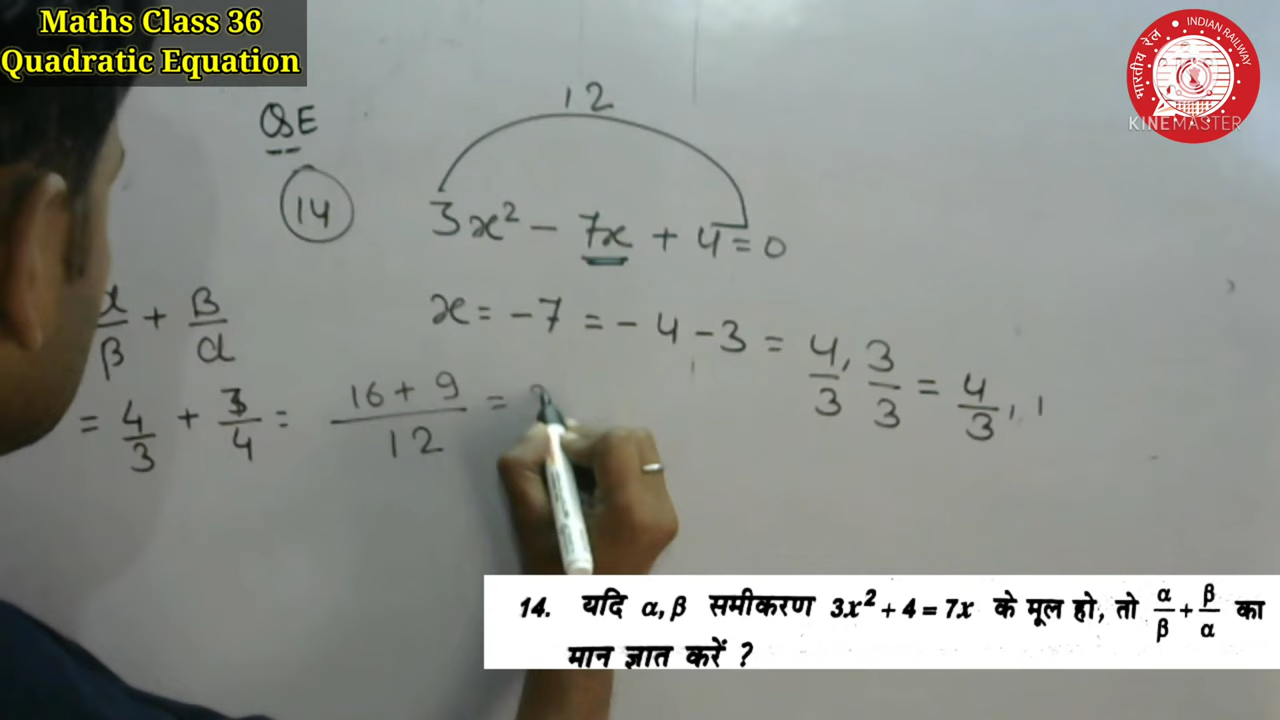 Maths Class 36
Quadratic Equation
भारतीय रेल INDIAN RAILWAY
KINEMASTER
QSE
14
12
3x² - 7x + 4 = 0
x = -7 = -4 -3 = 4/3, 3/3 = 4/3, 1
α/β + β/α
= 4/3 + 3/4 = 16+9/12 =
14. यदि α, β समीकरण 3x² + 4 = 7x के मूल हो, तो α/β + β/α का
मान ज्ञात करें ?